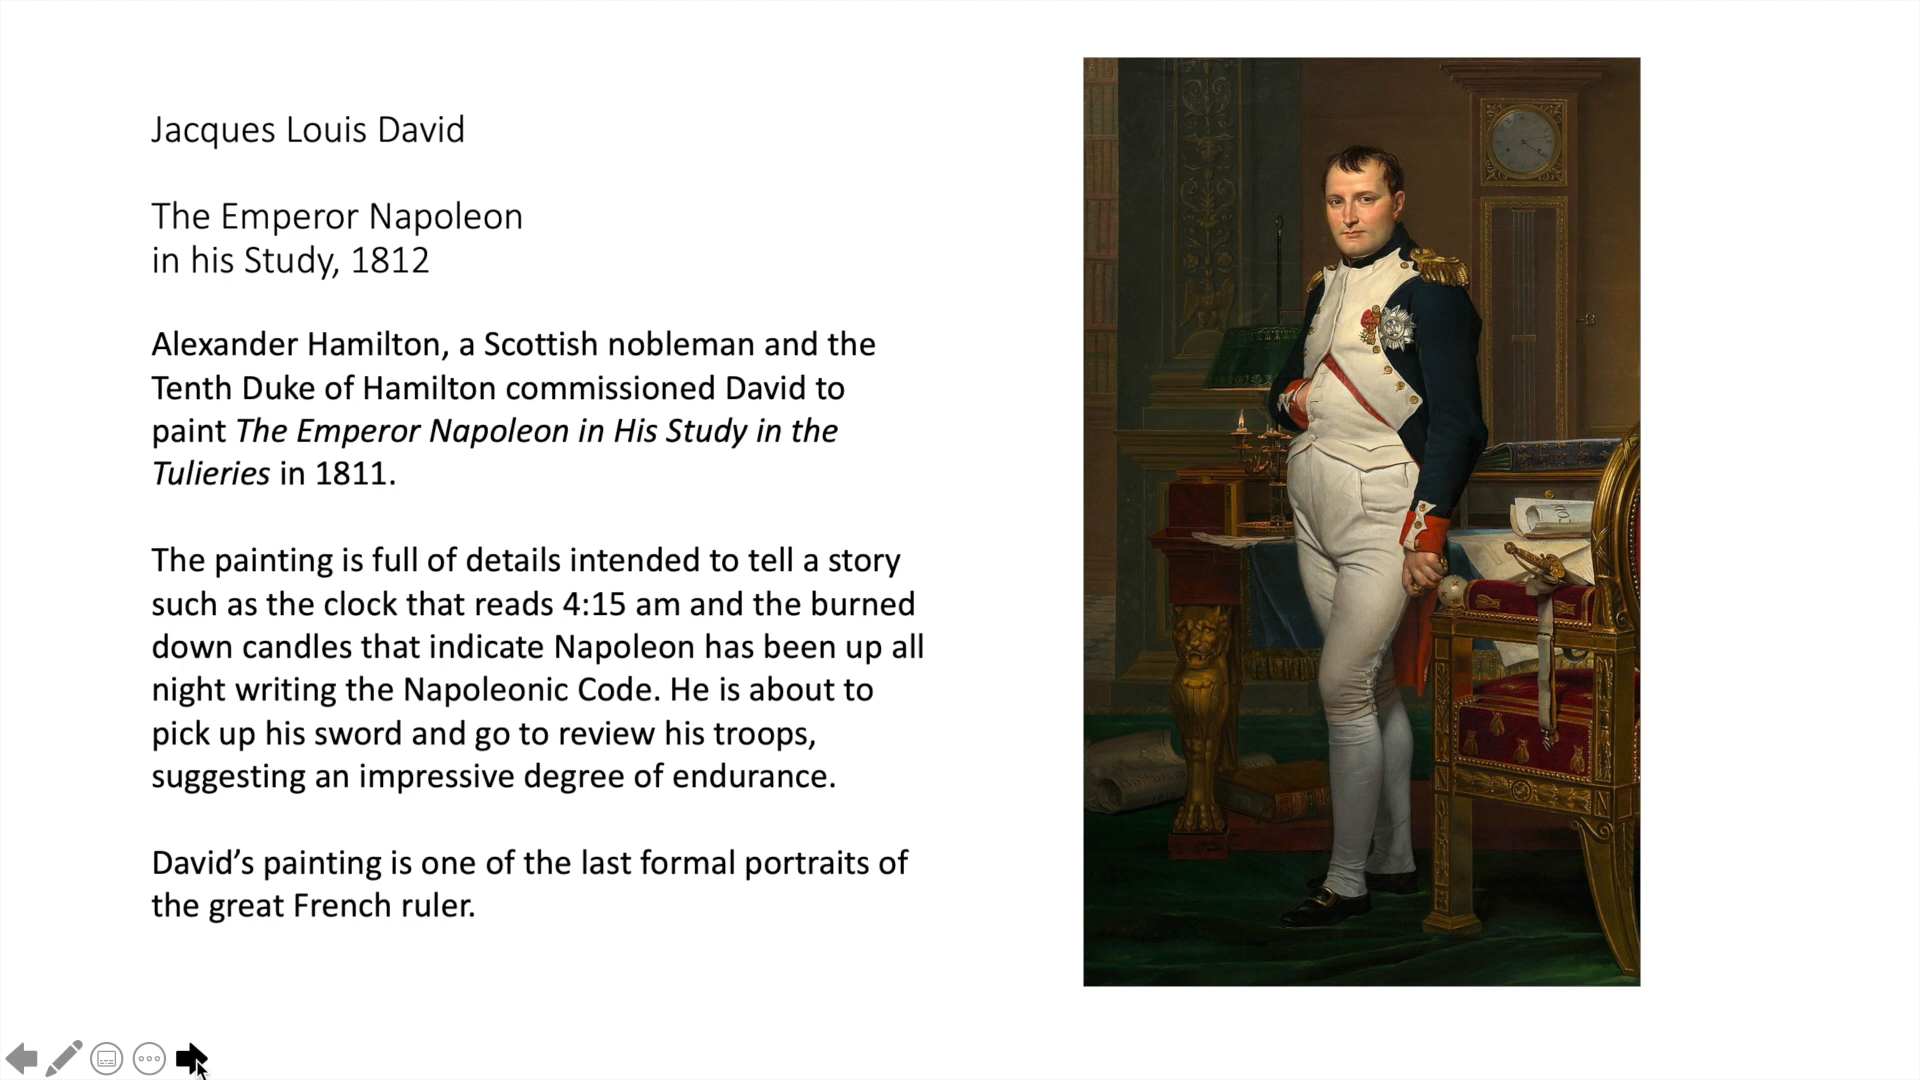 Jacques Louis David
The Emperor Napoleon
in his Study, 1812
Alexander Hamilton, a Scottish nobleman and the
Tenth Duke of Hamilton commissioned David to
paint The Emperor Napoleon in His Study in the
Tulieries in 1811.
The painting is full of details intended to tell a story
such as the clock that reads 4:15 am and the burned
down candles that indicate Napoleon has been up all
night writing the Napoleonic Code. He is about to
pick up his sword and go to review his troops,
suggesting an impressive degree of endurance.
David’s painting is one of the last formal portraits of
the great French ruler.